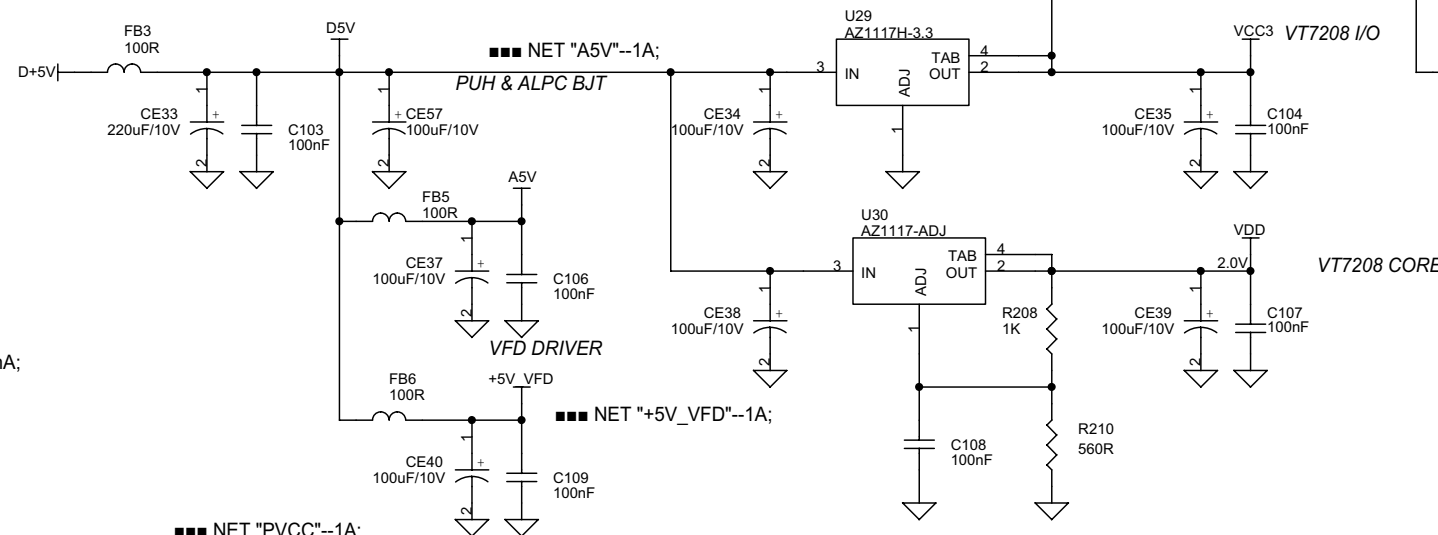 FB3
100R
D5V
D+5V
■■■ NET "A5V"--1A;
PUH & ALPC BJT
U29
AZ1117H-3.3
3
IN
TAB
OUT
ADJ
4
2
1
VCC3
VT7208 I/O
1
+
CE33
220uF/10V
2
C103
100nF
1
+
CE57
100uF/10V
2
1
+
CE34
100uF/10V
2
1
+
CE35
100uF/10V
2
C104
100nF
FB5
100R
A5V
1
+
CE37
100uF/10V
2
C106
100nF
VFD DRIVER
U30
AZ1117-ADJ
3
IN
TAB
OUT
ADJ
4
2
1
VDD
2.0V
VT7208 CORE
1
+
CE38
100uF/10V
2
R208
1K
1
+
CE39
100uF/10V
2
C107
100nF
A;
FB6
100R
+5V_VFD
■■■ NET "+5V_VFD"--1A;
1
+
CE40
100uF/10V
2
C109
100nF
C108
100nF
R210
560R
■■■ NET "PVCC"--1A;